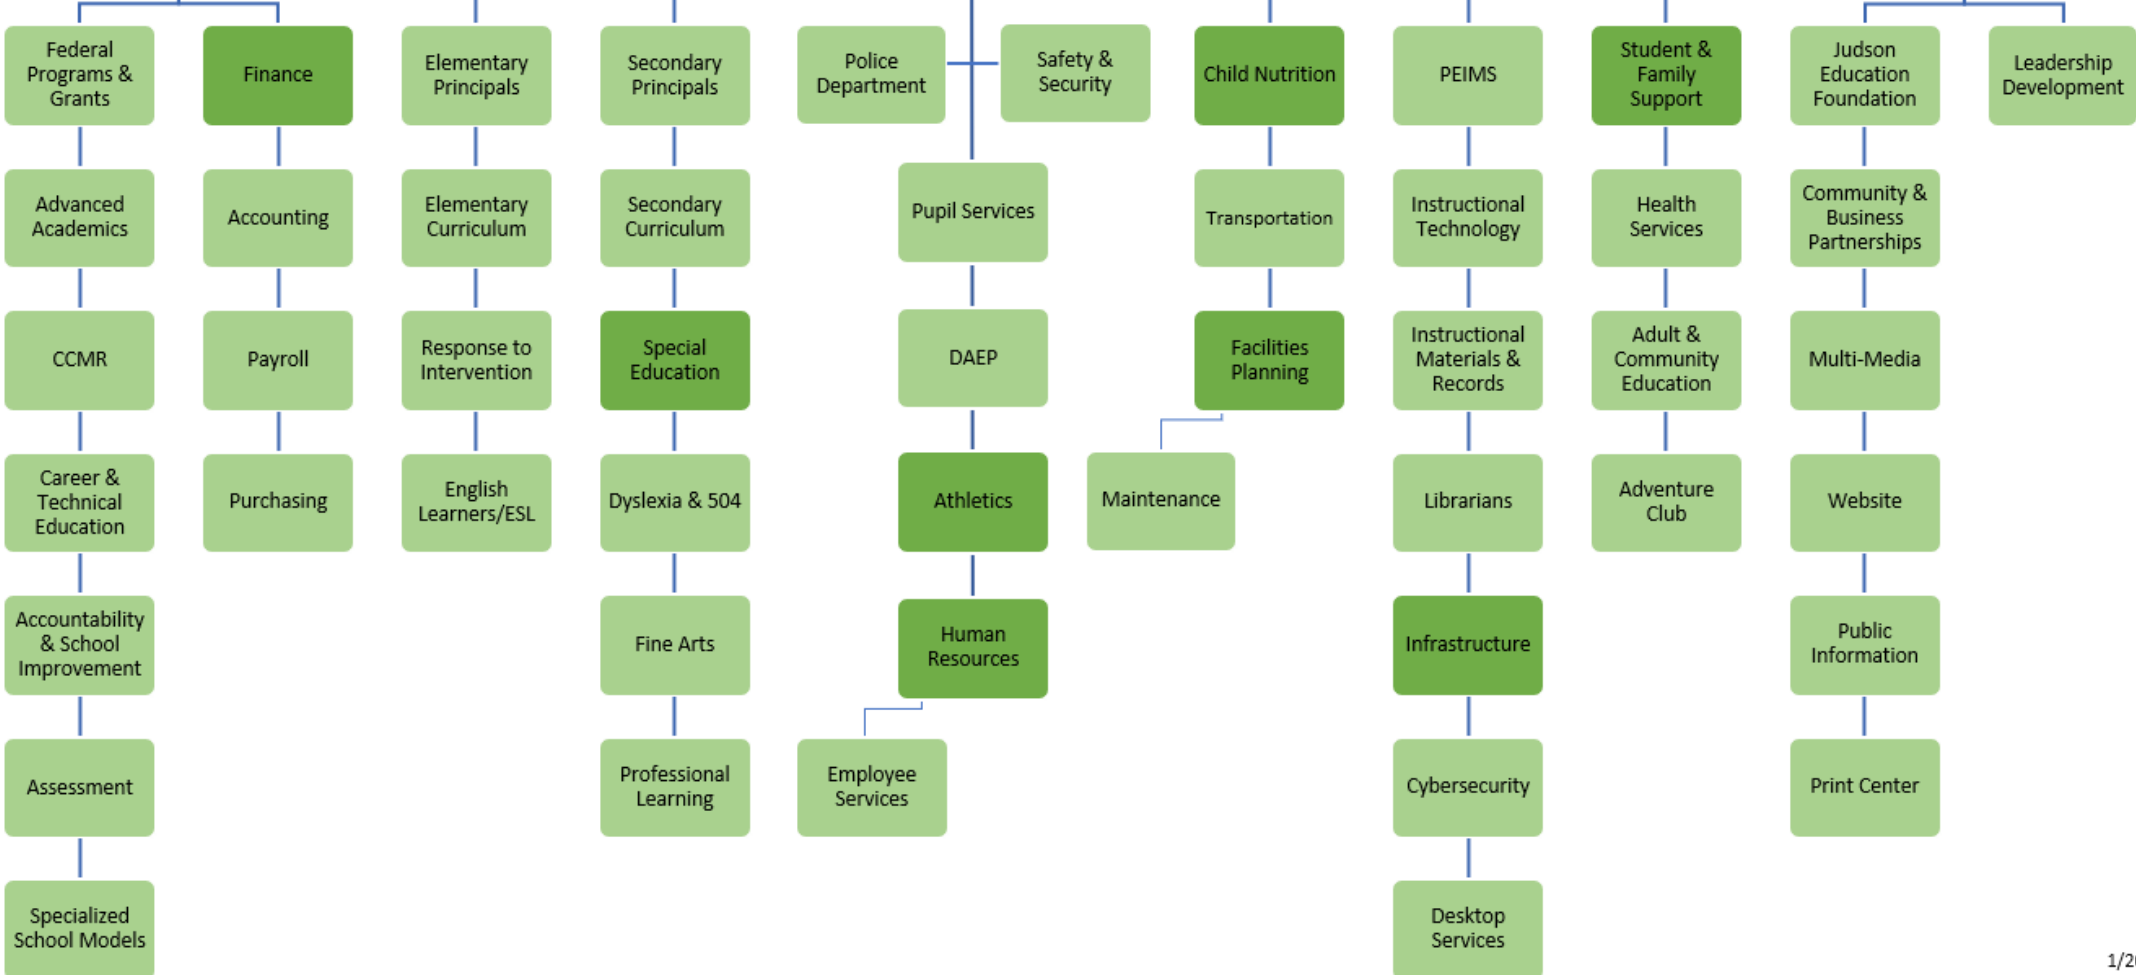 Federal
Programs &
Grants
Finance
Elementary
Principals
Secondary
Principals
Police
Department
Safety &
Security
Child Nutrition
PEIMS
Student &
Family
Support
Judson
Education
Foundation
Leadership
Development
Advanced
Academics
Accounting
Elementary
Curriculum
Secondary
Curriculum
Pupil Services
Transportation
Instructional
Technology
Health
Services
Community &
Business
Partnerships
CCMR
Payroll
Response to
Intervention
Special
Education
DAEP
Facilities
Planning
Instructional
Materials &
Records
Adult &
Community
Education
Multi-Media
Career &
Technical
Education
Purchasing
English
Learners/ESL
Dyslexia & 504
Athletics
Maintenance
Librarians
Adventure
Club
Website
Accountability
& School
Improvement
Fine Arts
Human
Resources
Infrastructure
Public
Information
Assessment
Professional
Learning
Employee
Services
Cybersecurity
Print Center
Specialized
School Models
Desktop
Services